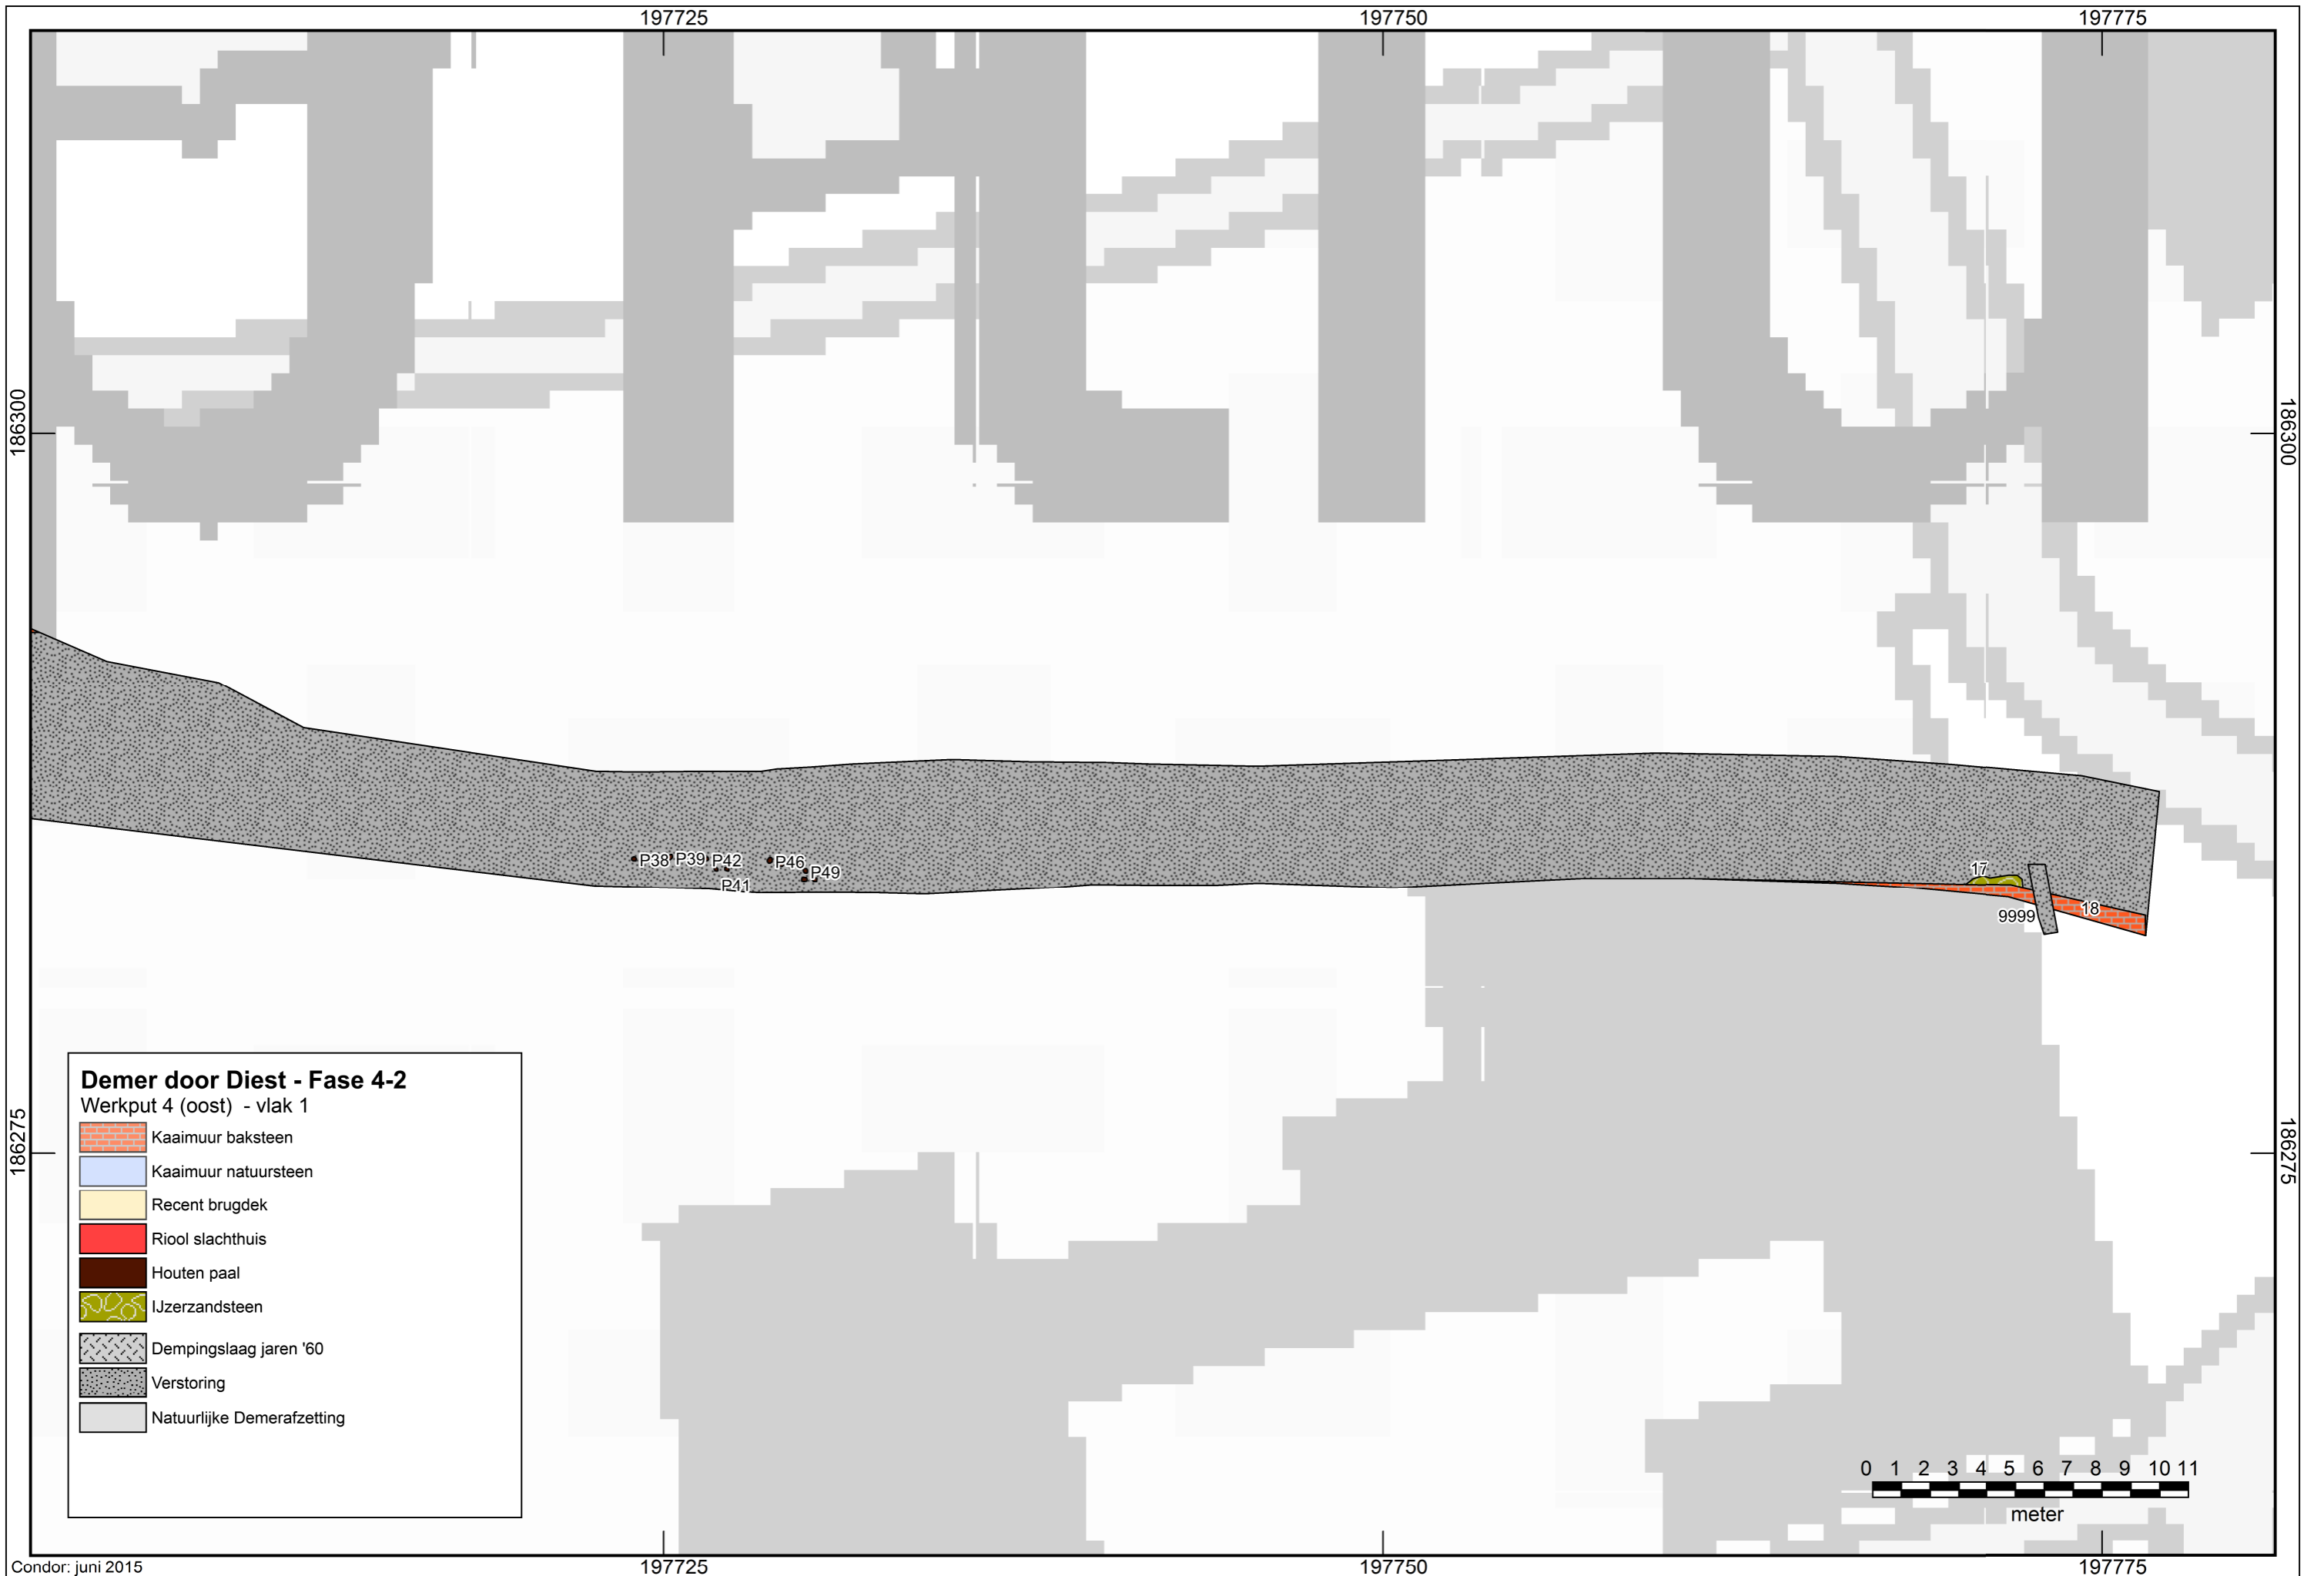 197725 197750 197775
186300 186300
P38 P39 P42 P46
P49
P41
17
18
9999
186275 186275
Demer door Diest - Fase 4-2
Werkput 4 (oost) - vlak 1
Kaaimuur baksteen
Kaaimuur natuursteen
Recent brugdek
Riool slachthuis
Houten paal
IJzerzandsteen
Dempingslaag jaren '60
Verstoring
Natuurlijke Demerafzetting
0 1 2 3 4 5 6 7 8 9 10 11
meter
197725 197750 197775
Condor: juni 2015